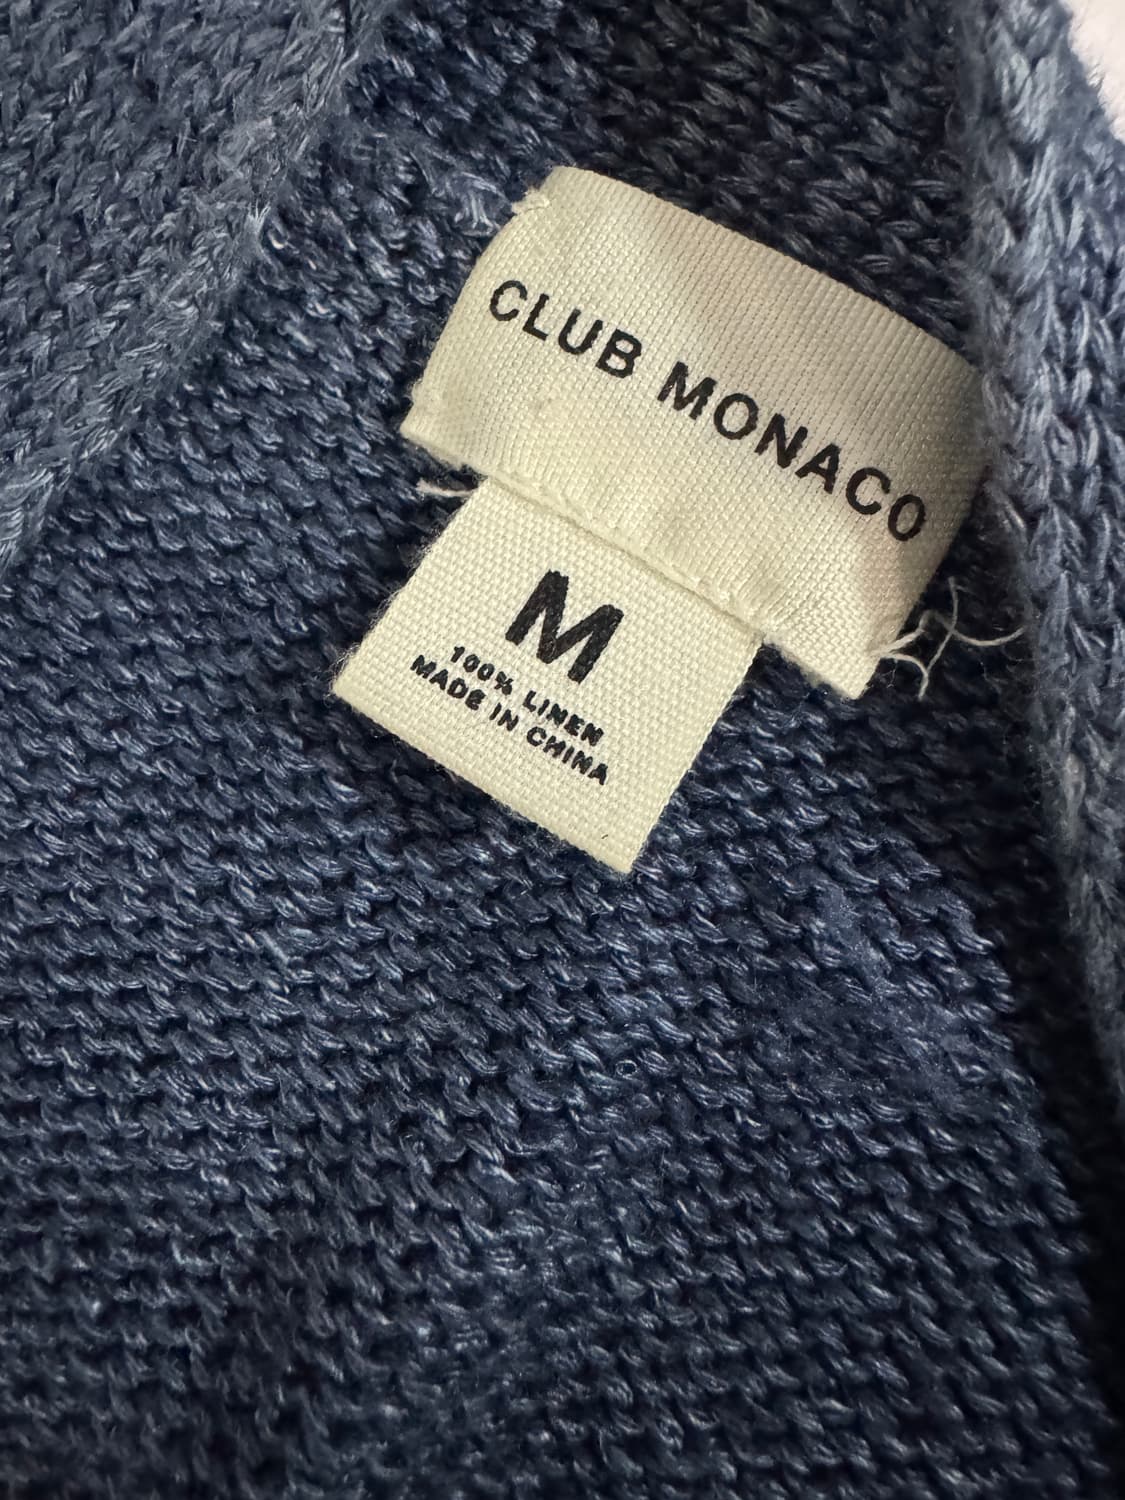 CLUB MONACO
M
100% LINEN
MADE IN CHINA